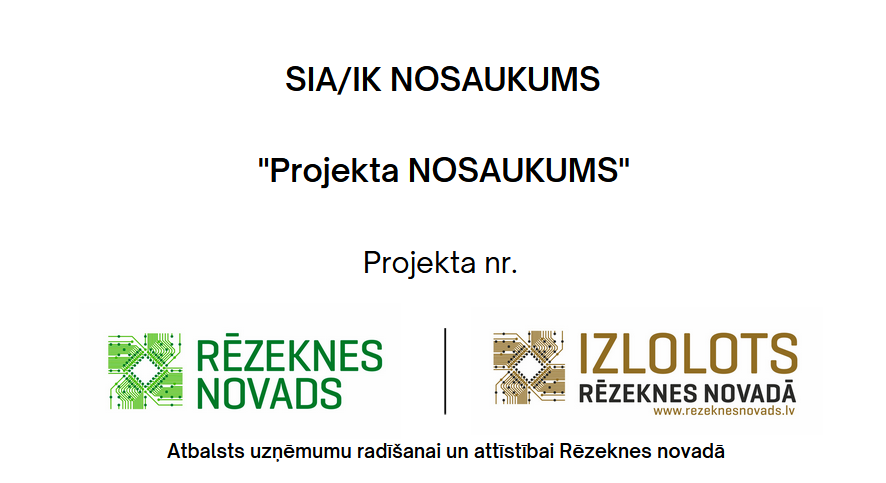 SIA/IK NOSAUKUMS
"Projekta NOSAUKUMS"
Projekta nr.
RĒZEKNES
NOVADS
IZLOLOTS
RĒZEKNES NOVADĀ
www.rezeknesnovads.lv
Atbalsts uzņēmumu radīšanai un attīstībai Rēzeknes novadā